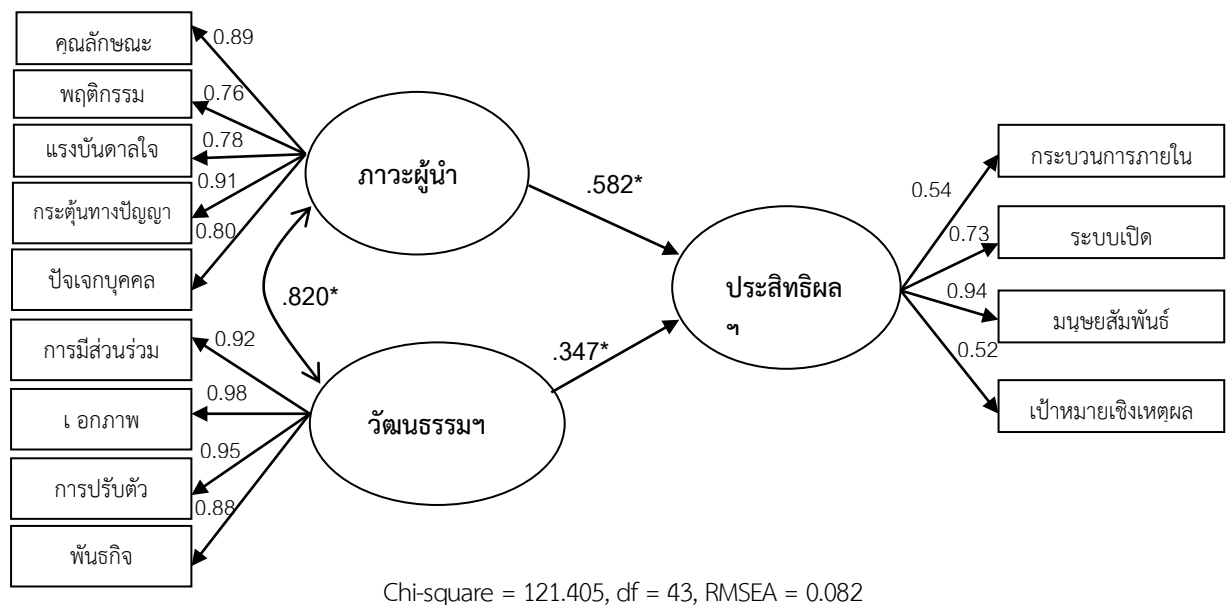 คุณลักษณะ
0.89
พฤติกรรม
0.76
แรงบันดาลใจ
0.78
กระตุ้นทางปัญญา
0.91
ปัจเจกบุคคล
0.80
การมีส่วนร่วม
0.92
เ อกภาพ
0.98
การปรับตัว
0.95
พันธกิจ
0.88
ภาวะผู้นำ
.820*
วัฒนธรรมฯ
.582*
.347*
ประสิทธิผล
ฯ
0.54
กระบวนการภายใน
0.73
ระบบเปิด
0.94
มนุษยสัมพันธ์
0.52
เป้าหมายเชิงเหตุผล
Chi-square = 121.405, df = 43, RMSEA = 0.082